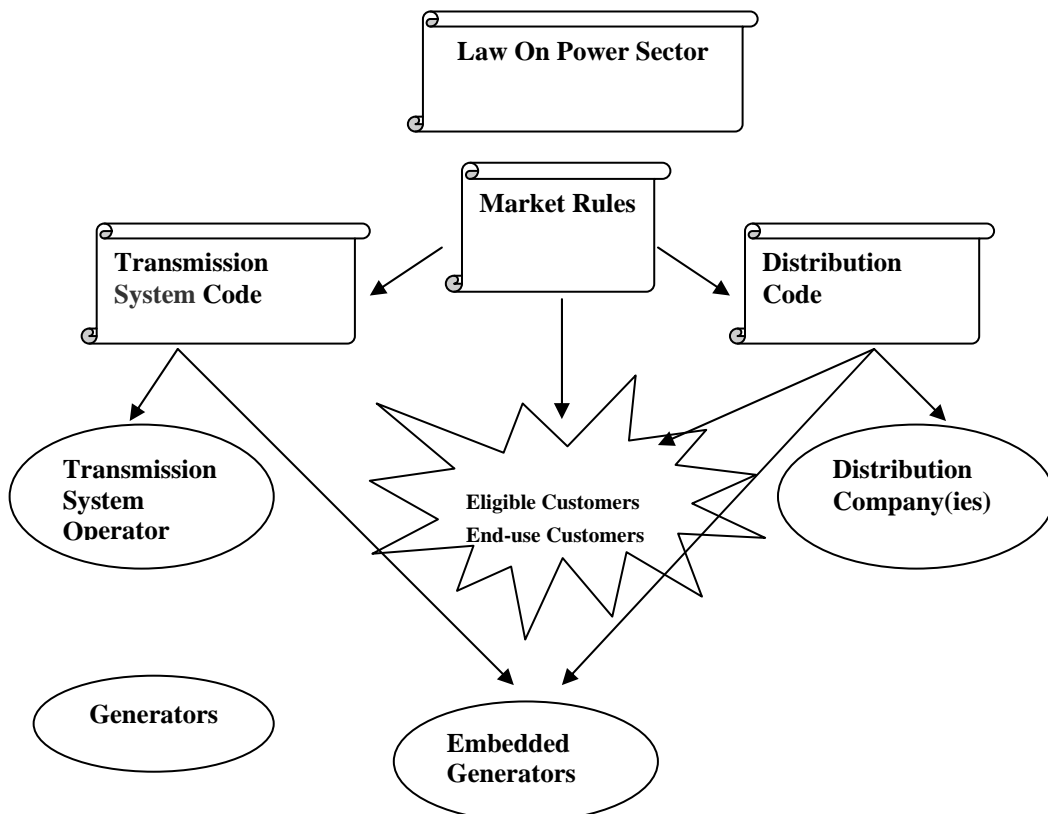 Law On Power Sector
Market Rules
Transmission
System Code
Distribution
Code
Transmission
System
Operator
Eligible Customers
End-use Customers
Distribution
Company(ies)
Generators
Embedded
Generators